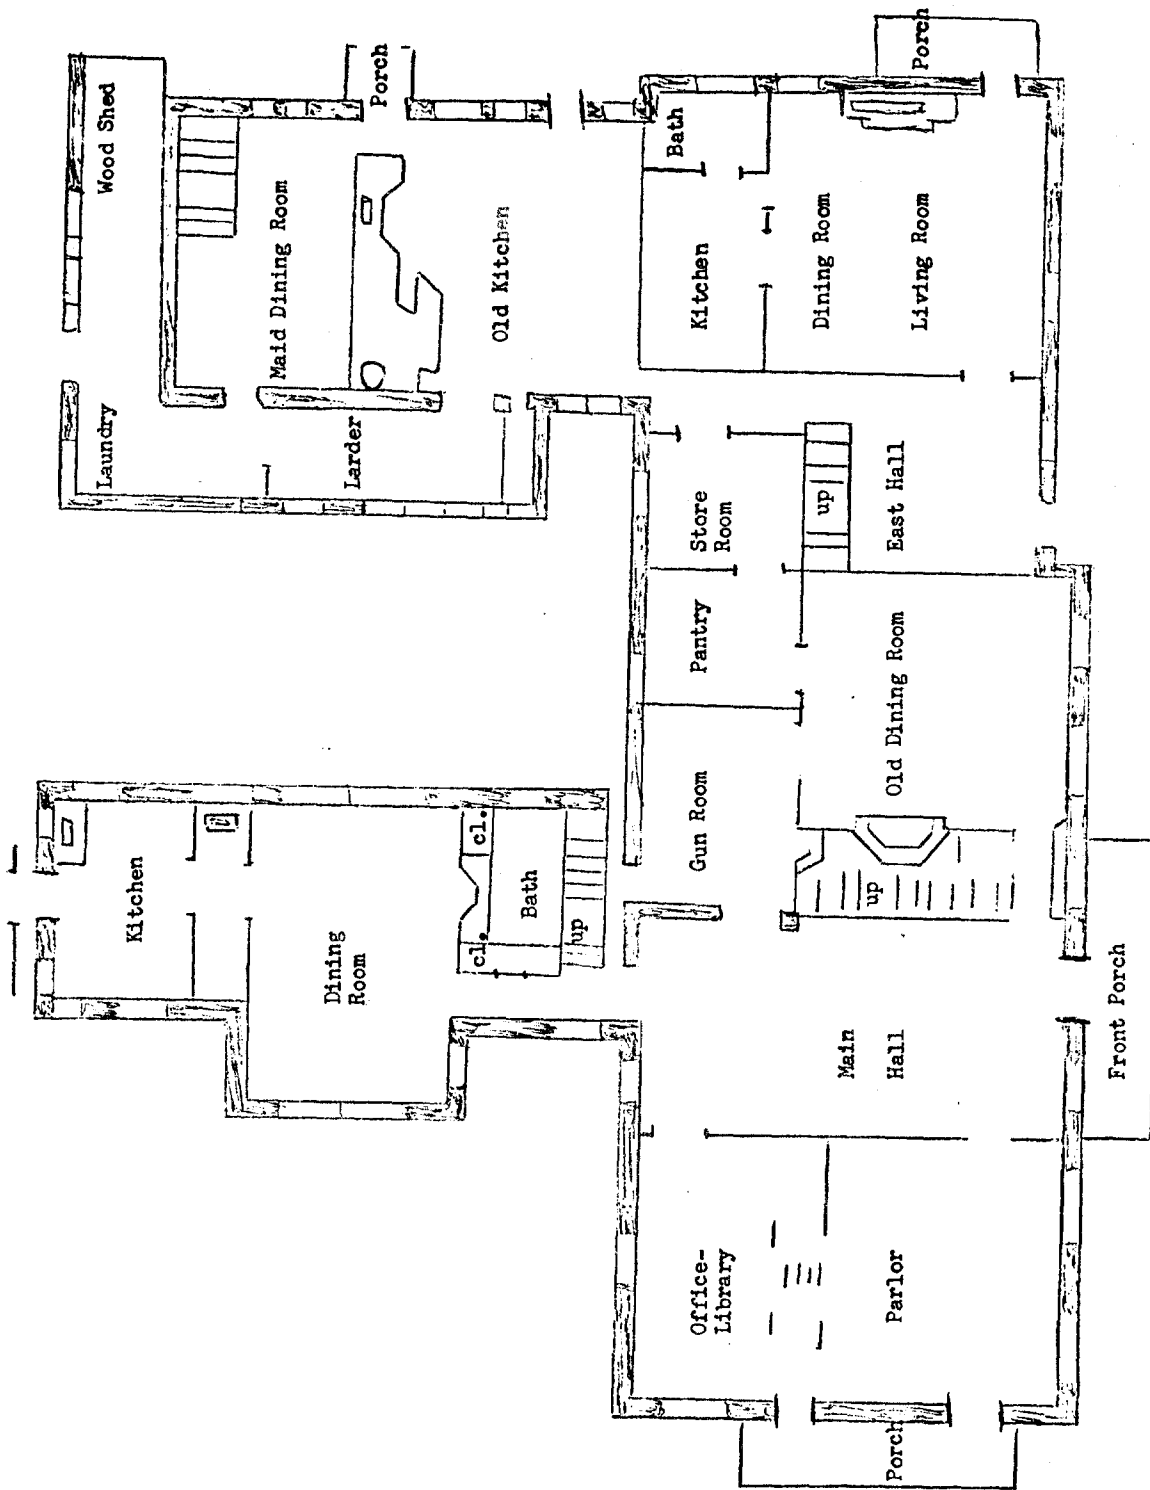 Laundry
Wood Shed
Kitchen
Maid Dining Room
Dining
Room
Larder
Porch
cl.
cl.
Old Kitchen
Bath
up
Bath
Office-
Library
Gun Room
Pantry
Store
Room
Kitchen
Dining Room
up
Main
Hall
up
Porch
Parlor
Old Dining Room
East Hall
Living Room
Porch
Front Porch